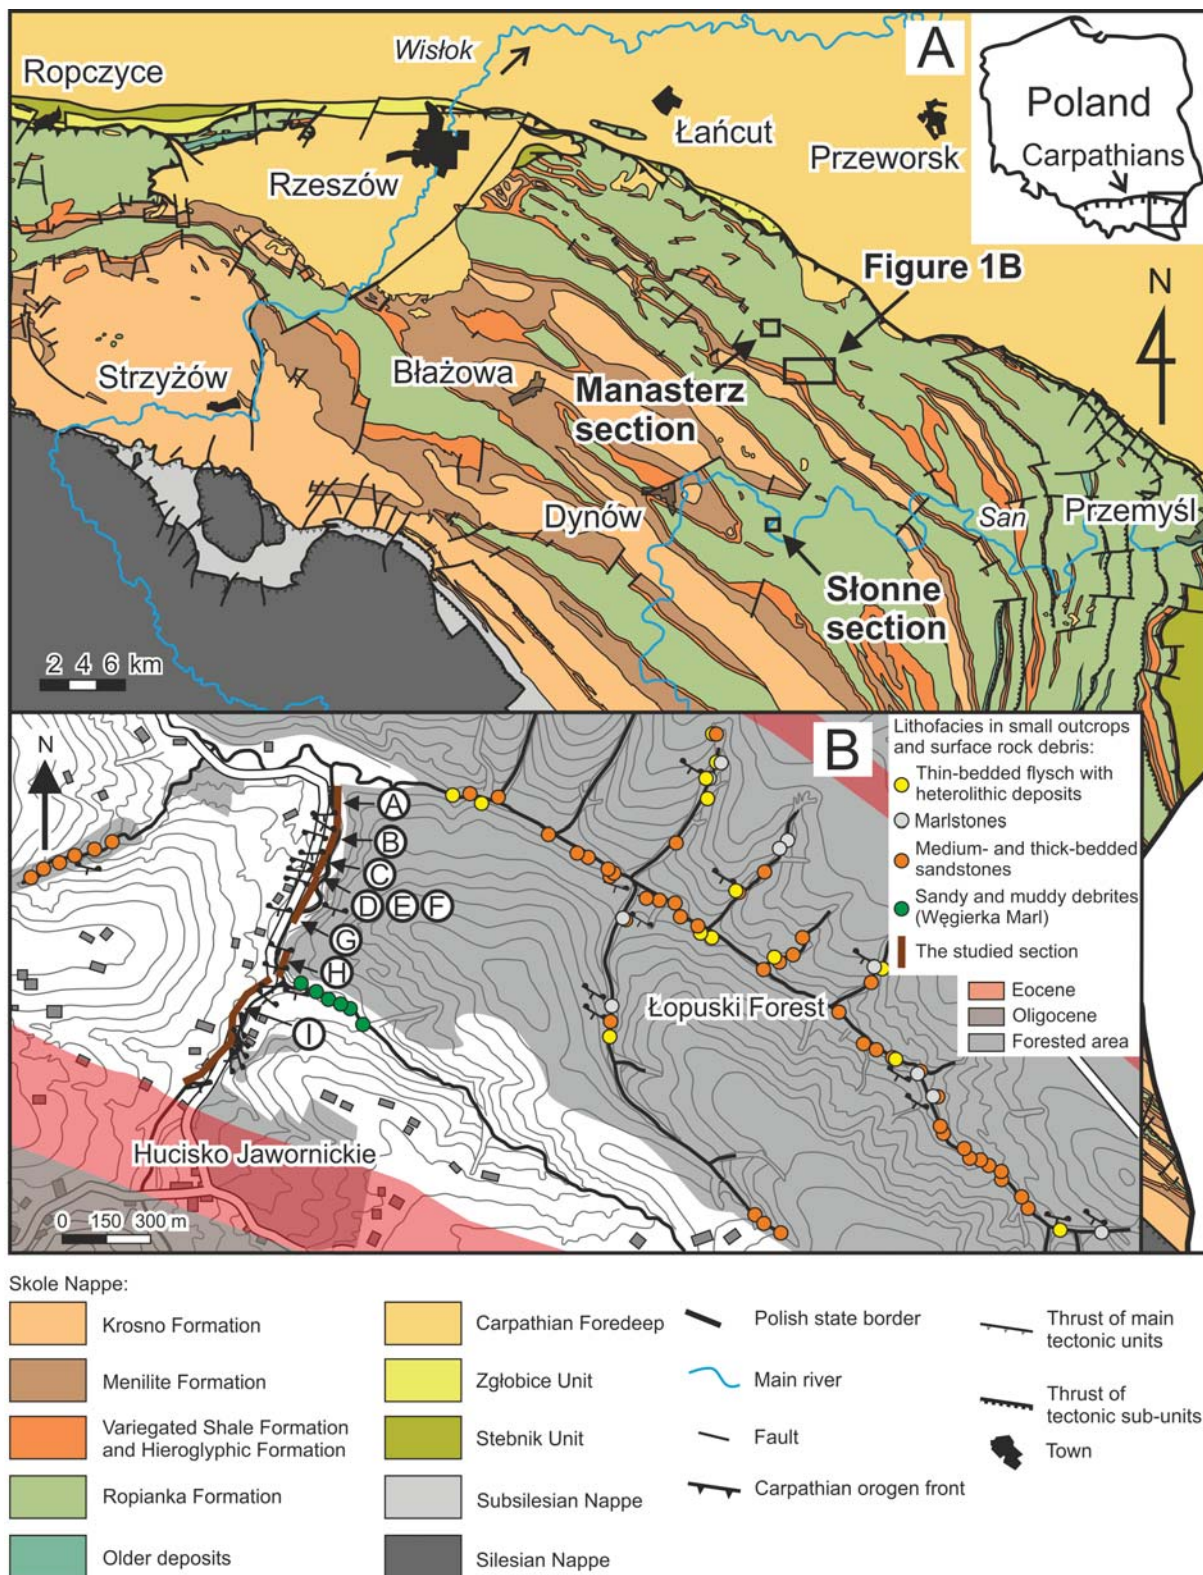 Ropczyce
Wisłok
A
Poland
Carpathians
Łańcut
Przeworsk
Rzeszów
Figure 1B
N
Strzyżów
Błażowa
Manasterz
section
Dynów
San
Przemyśl
Słonne
section
2 4 6 km
N
B
Lithofacies in small outcrops
and surface rock debris:
Thin-bedded flysch with
heterolithic deposits
Marlstones
Medium- and thick-bedded
sandstones
Sandy and muddy debrites
(Węgierka Marl)
The studied section
Eocene
Oligocene
Forested area
A
B
C
D E F
G
H
I
Łopuski Forest
Hucisko Jawornickie
0 150 300 m
Skole Nappe:
Krosno Formation
Menilite Formation
Variegated Shale Formation
and Hieroglyphic Formation
Ropianka Formation
Older deposits
Carpathian Foredeep
Zgłobice Unit
Stebnik Unit
Subsilesian Nappe
Silesian Nappe
Polish state border
Main river
Fault
Carpathian orogen front
Thrust of main
tectonic units
Thrust of
tectonic sub-units
Town